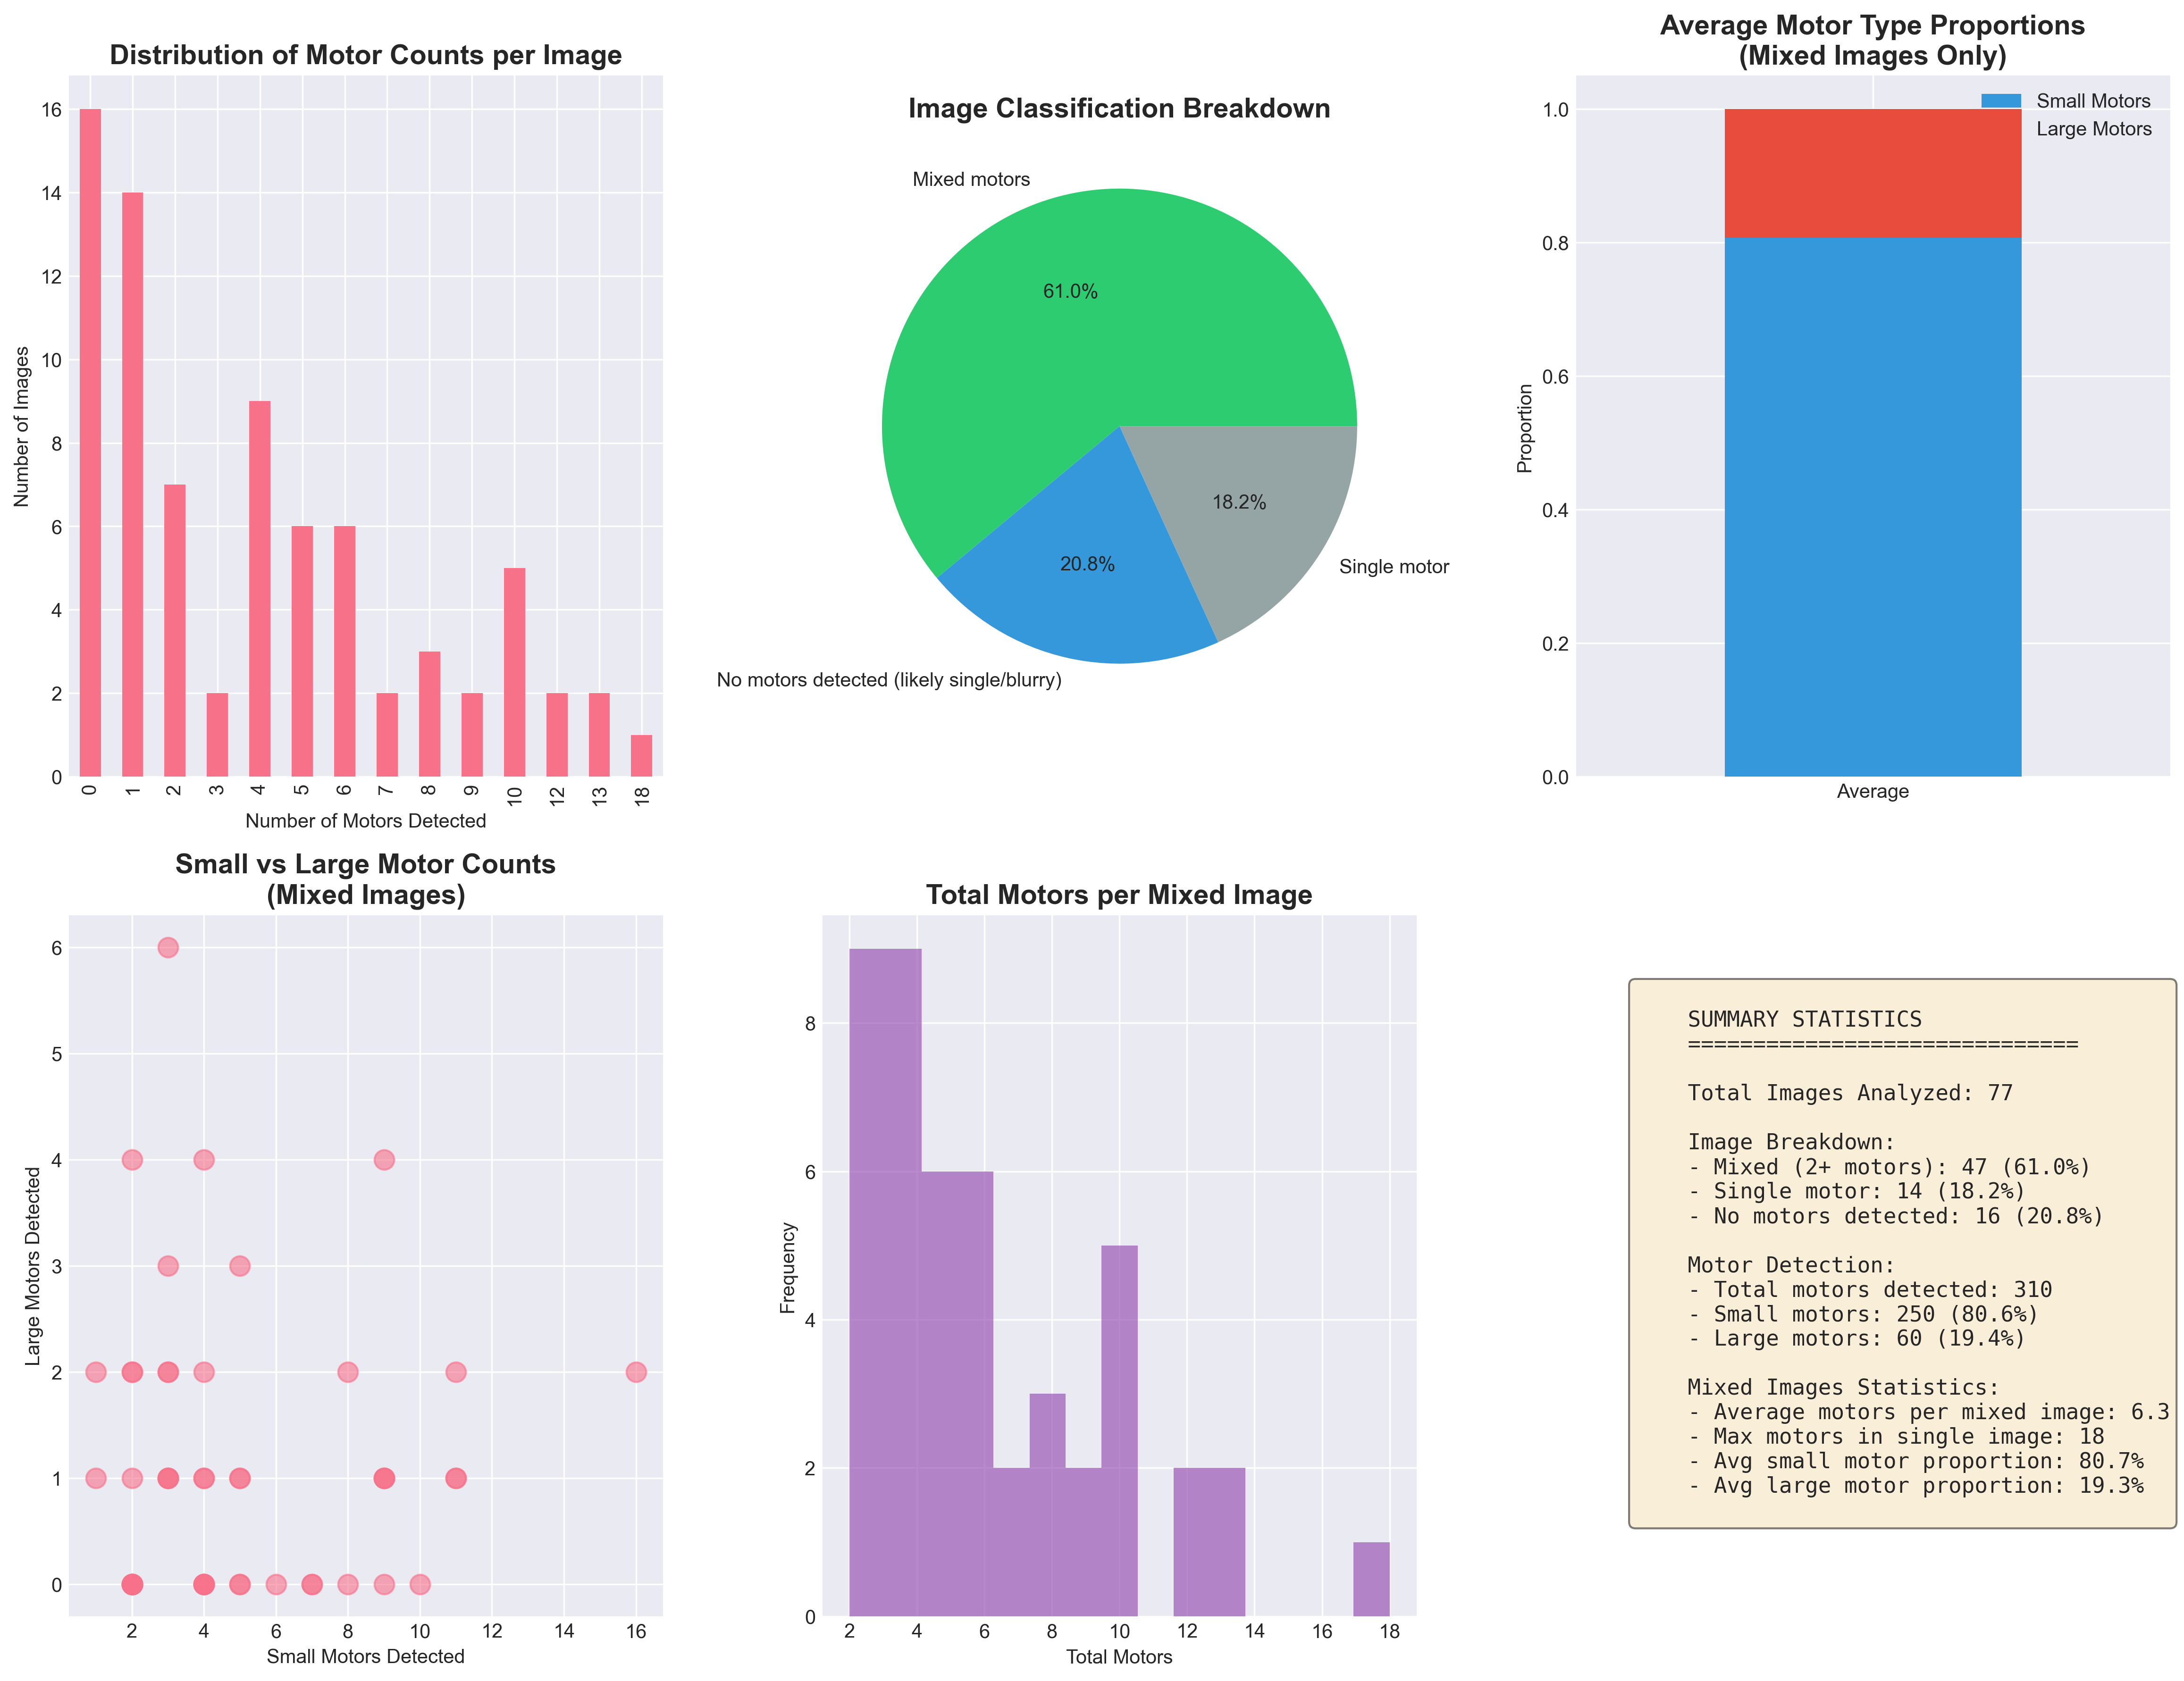 Distribution of Motor Counts per Image
16
14
12
10
8
6
4
2
0
Number of Images
0 1 2 3 4 5 6 7 8 9 10 12 13 18
Number of Motors Detected
Image Classification Breakdown
Mixed motors
61.0%
18.2%
Single motor
20.8%
No motors detected (likely single/blurry)
Average Motor Type Proportions
(Mixed Images Only)
Small Motors
Large Motors
1.0
0.8
0.6
0.4
0.2
0.0
Proportion
Average
Small vs Large Motor Counts
(Mixed Images)
6
5
4
3
2
1
0
Large Motors Detected
2 4 6 8 10 12 14 16
Small Motors Detected
Total Motors per Mixed Image
8
6
4
2
0
Frequency
2 4 6 8 10 12 14 16 18
Total Motors
SUMMARY STATISTICS
==============================
Total Images Analyzed: 77
Image Breakdown:
- Mixed (2+ motors): 47 (61.0%)
- Single motor: 14 (18.2%)
- No motors detected: 16 (20.8%)
Motor Detection:
- Total motors detected: 310
- Small motors: 250 (80.6%)
- Large motors: 60 (19.4%)
Mixed Images Statistics:
- Average motors per mixed image: 6.3
- Max motors in single image: 18
- Avg small motor proportion: 80.7%
- Avg large motor proportion: 19.3%